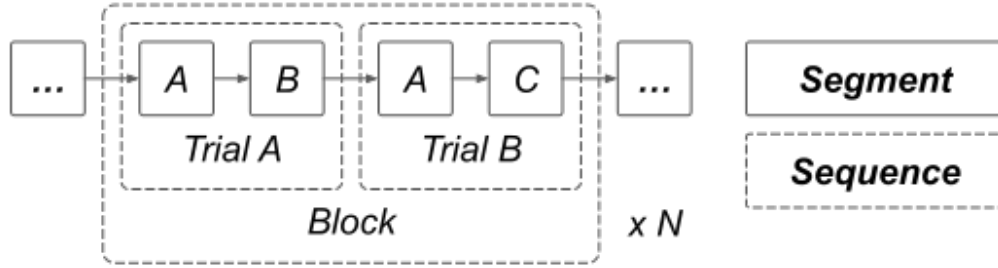 ... A B A C ... Segment
Trial A Trial B
Sequence
Block x N